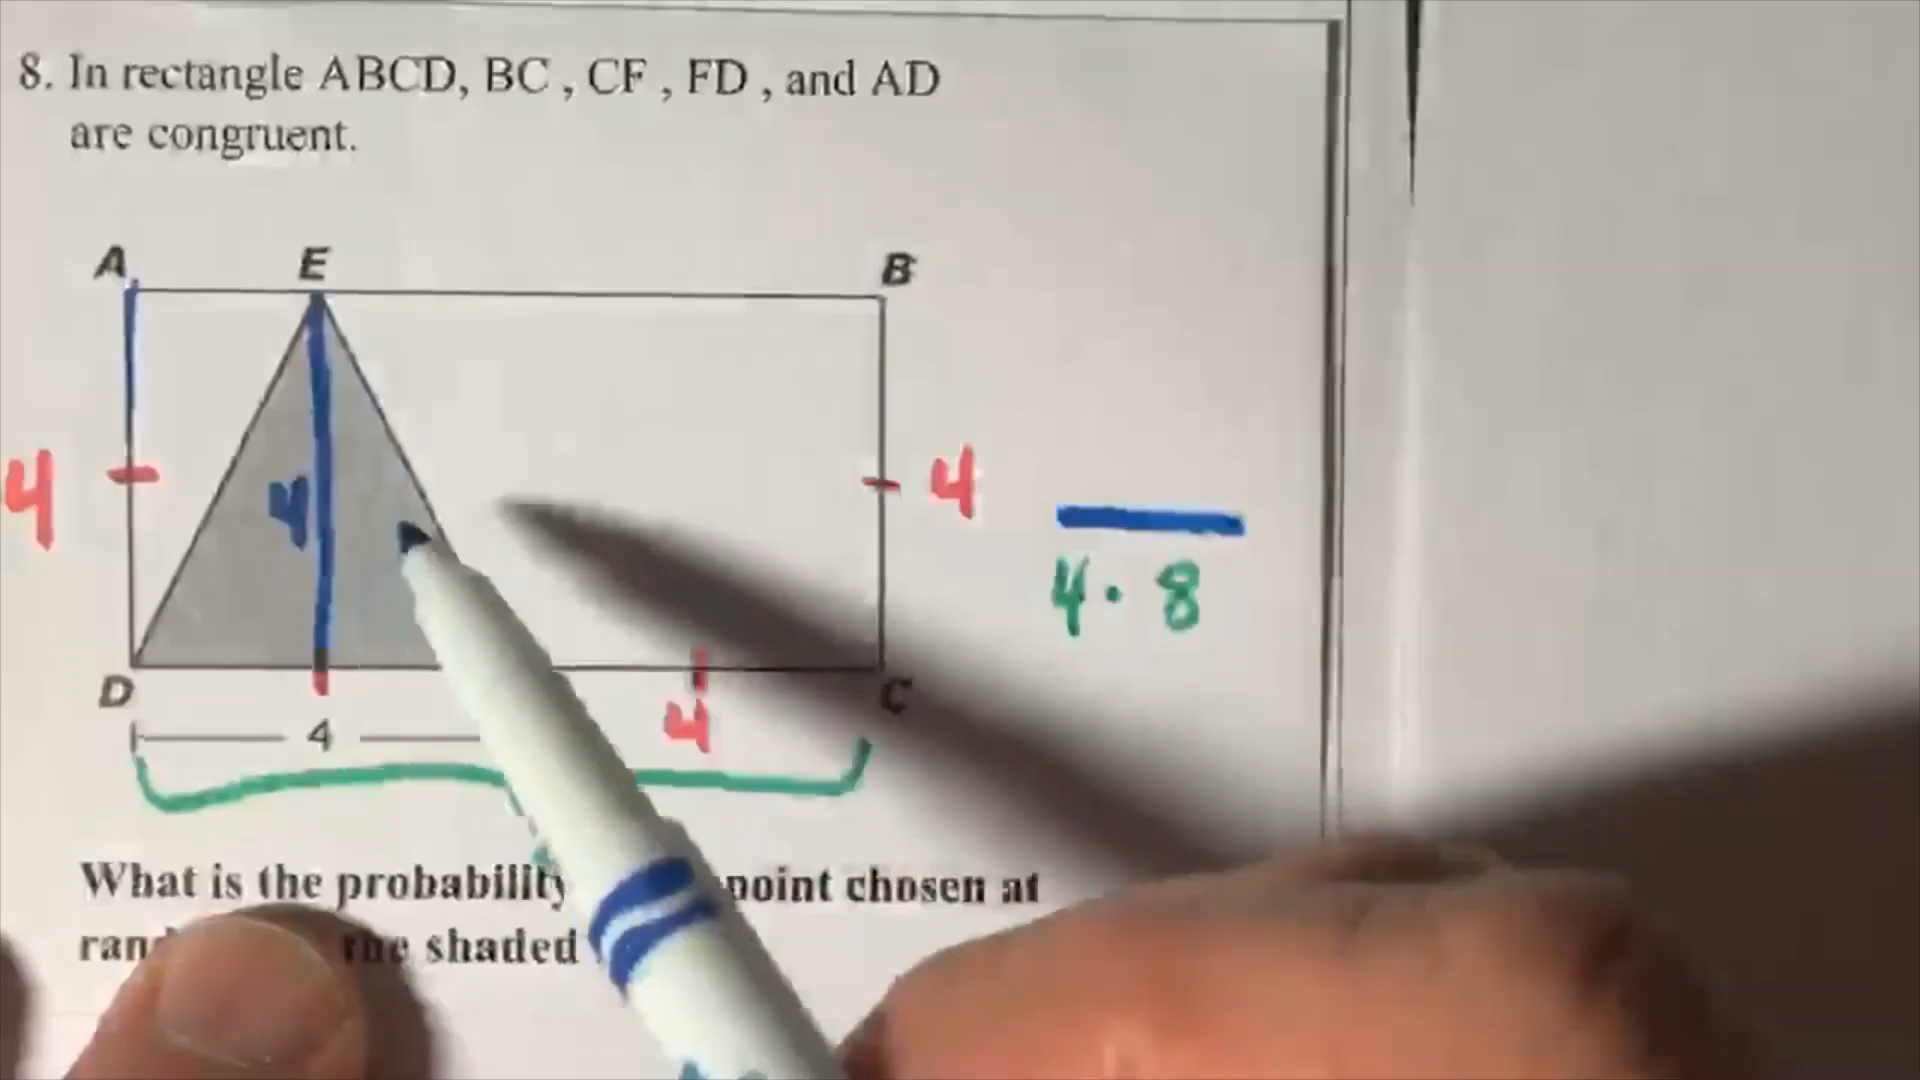 8. In rectangle ABCD, BC , CF , FD , and AD
are congruent.
A E B
4 4 4
4 · 8
D C
4 4
What is the probability point chosen at
the shaded